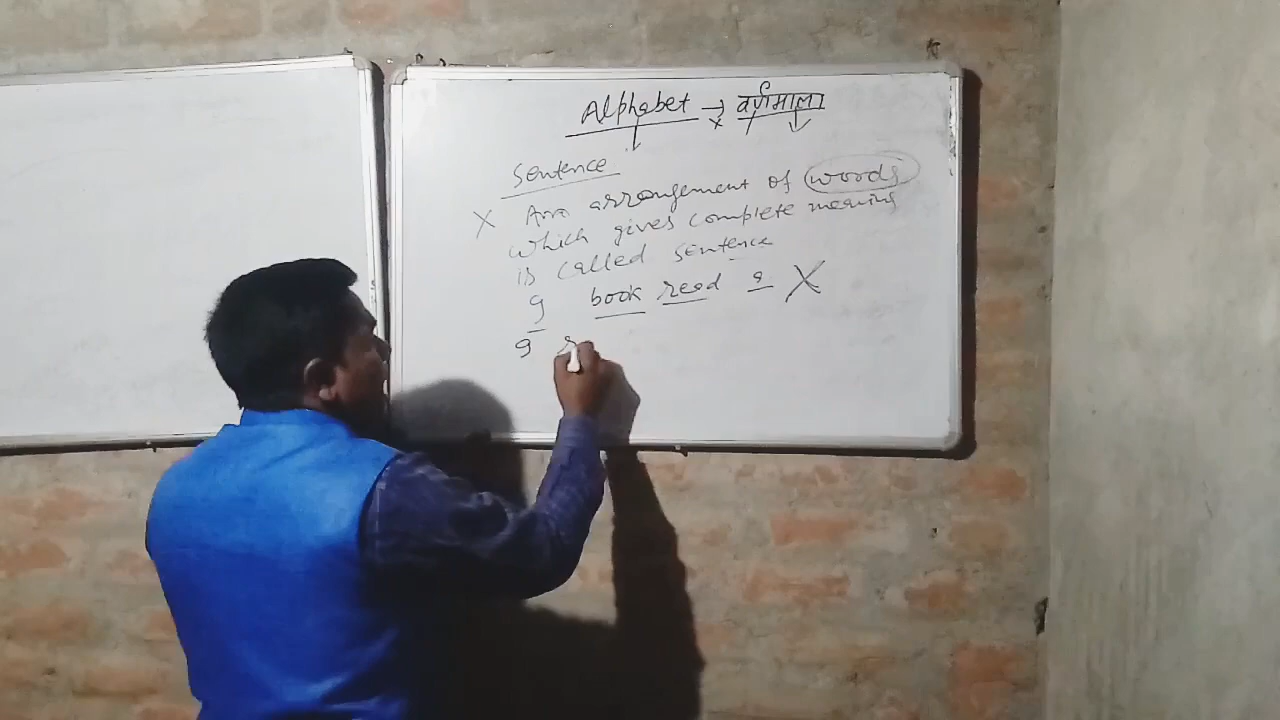 Alphabet → वर्णमाला
Sentence
X An arrangement of words
which gives complete meaning
is called sentence
g book read a X
g